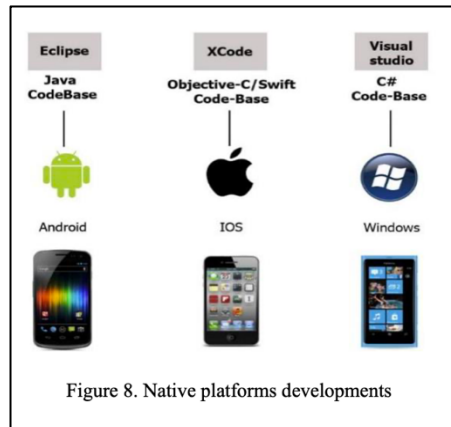 Eclipse
XCode
Visual
studio
Java
CodeBase
Objective-C/Swift
Code-Base
C#
Code-Base
Android
IOS
Windows
Figure 8. Native platforms developments